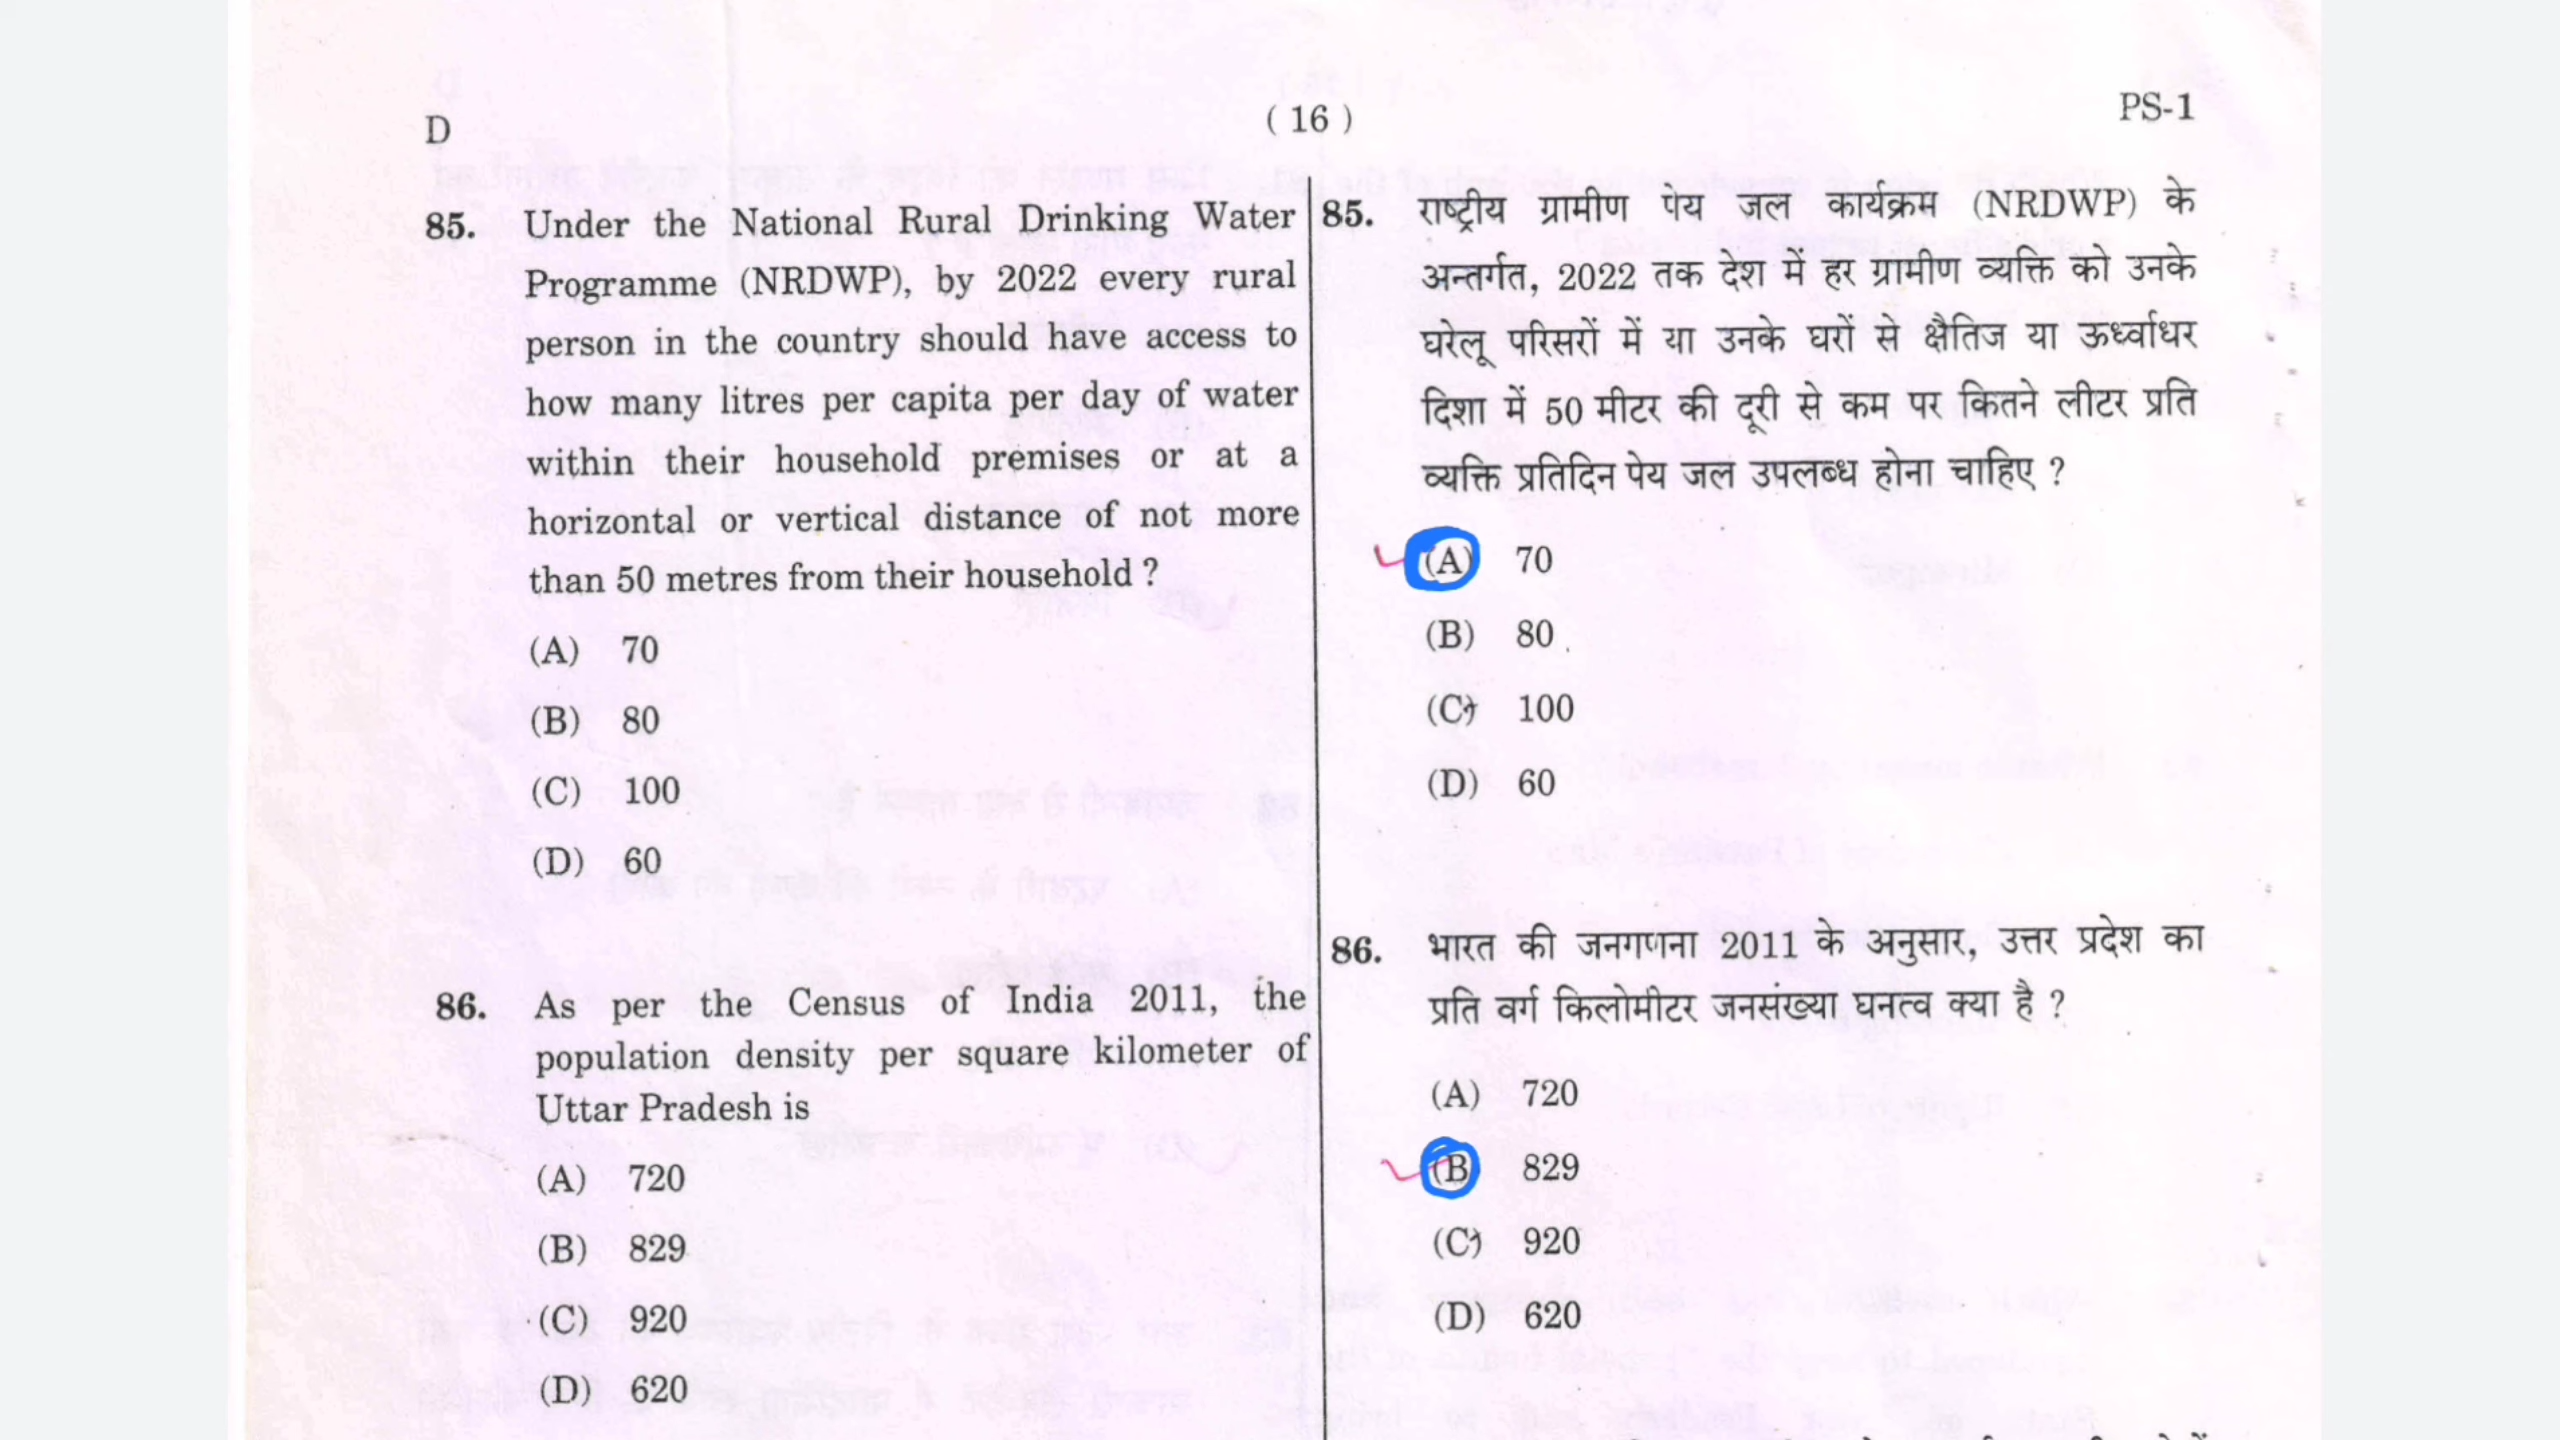 D
( 16 )
PS-1
85. Under the National Rural Drinking Water
Programme (NRDWP), by 2022 every rural
person in the country should have access to
how many litres per capita per day of water
within their household premises or at a
horizontal or vertical distance of not more
than 50 metres from their household ?
(A) 70
(B) 80
(C) 100
(D) 60
86. As per the Census of India 2011, the
population density per square kilometer of
Uttar Pradesh is
(A) 720
(B) 829
(C) 920
(D) 620
85. राष्ट्रीय ग्रामीण पेय जल कार्यक्रम (NRDWP) के
अन्तर्गत, 2022 तक देश में हर ग्रामीण व्यक्ति को उनके
घरेलू परिसरों में या उनके घरों से क्षैतिज या ऊर्ध्वाधर
दिशा में 50 मीटर की दूरी से कम पर कितने लीटर प्रति
व्यक्ति प्रतिदिन पेय जल उपलब्ध होना चाहिए ?
(A) 70
(B) 80
(C) 100
(D) 60
86. भारत की जनगणना 2011 के अनुसार, उत्तर प्रदेश का
प्रति वर्ग किलोमीटर जनसंख्या घनत्व क्या है ?
(A) 720
(B) 829
(C) 920
(D) 620